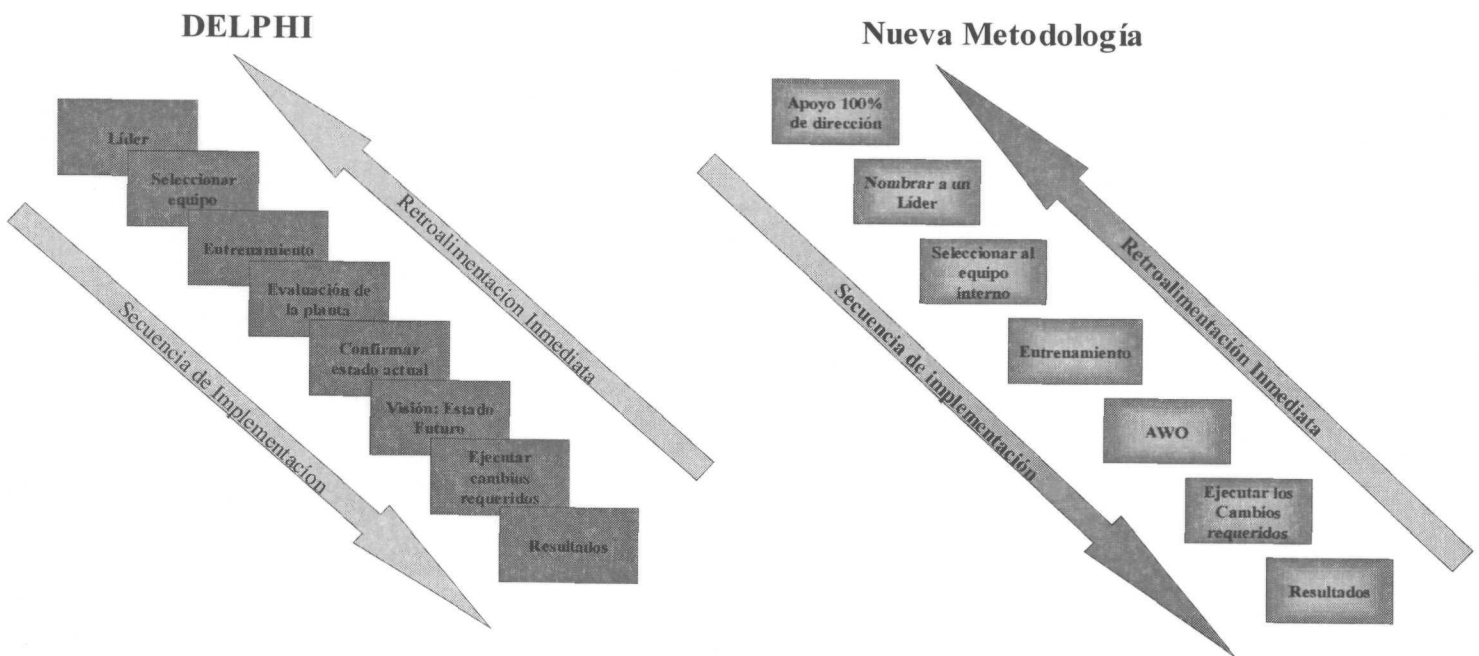 DELPHI
Líder
Seleccionar
equipo
Entrenamiento
Evaluación de
la planta
Confirmar
estado actual
Visión: Estado
Futuro
Ejecutar
cambios
requeridos
Resultados
Secuencia de Implementacion
Retroalimentacion Inmediata
Nueva Metodología
Apoyo 100%
de dirección
Nombrar a un
Líder
Seleccionar al
equipo
interno
Entrenamiento
AWO
Ejecutar los
Cambios
requeridos
Resultados
Secuencia de implementación
Retroalimentación Inmediata